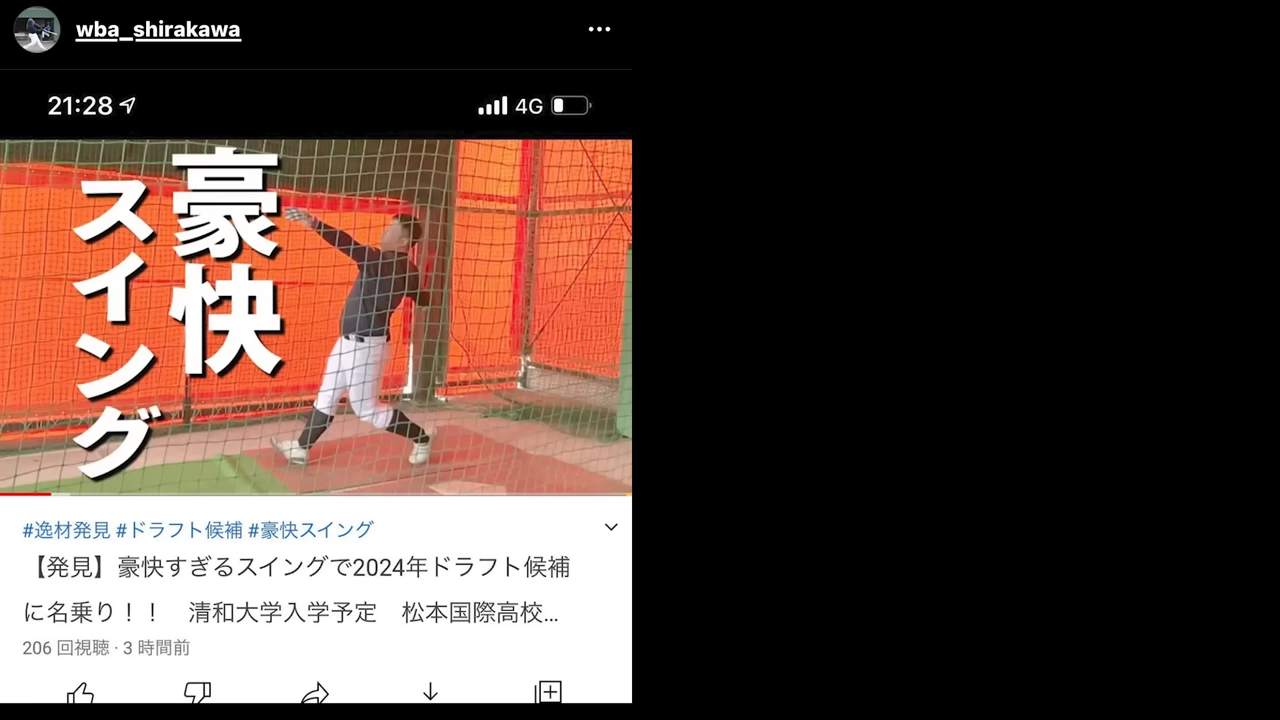 wba_shirakawa
21:28
4G
豪快
スイング
#逸材発見 #ドラフト候補 #豪快スイング
【発見】豪快すぎるスイングで2024年ドラフト候補
に名乗り！！　清和大学入学予定　松本国際高校...
206 回視聴 · 3 時間前